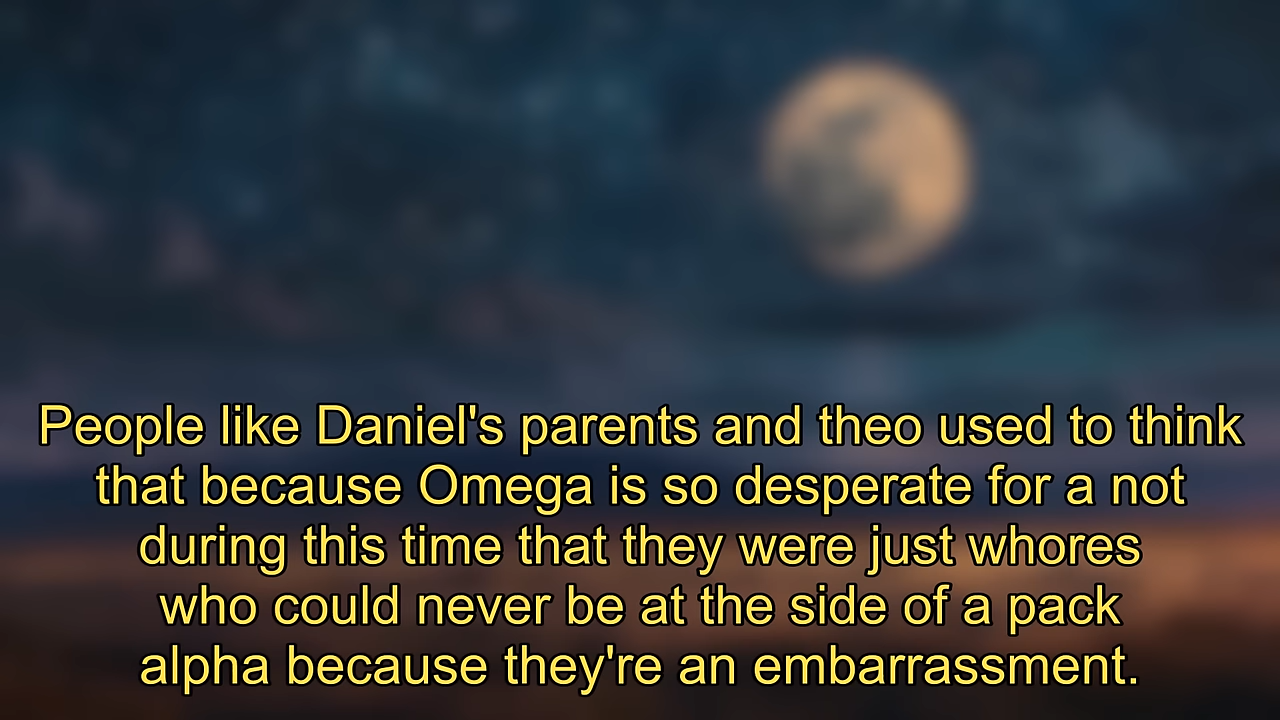 People like Daniel's parents and theo used to think
that because Omega is so desperate for a not
during this time that they were just whores
who could never be at the side of a pack
alpha because they're an embarrassment.